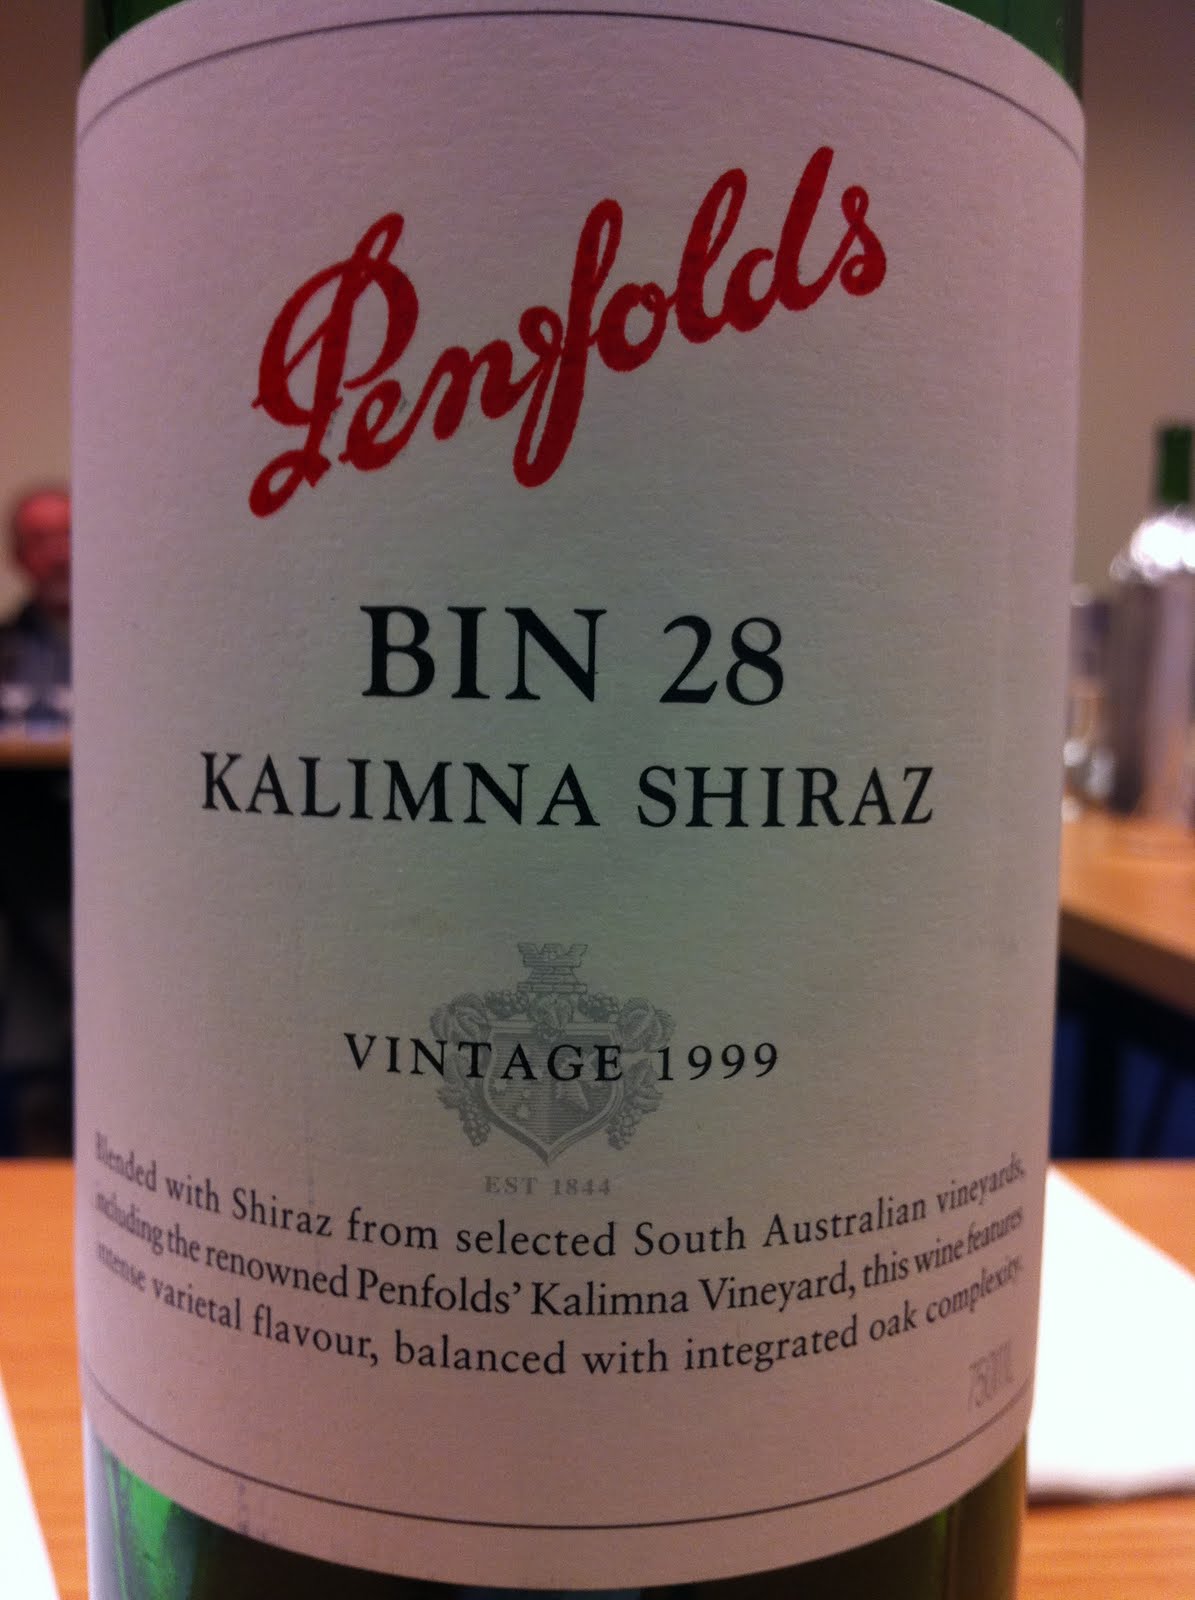 Penfolds
BIN 28
KALIMNA SHIRAZ
VINTAGE 1999
EST 1844
Blended with Shiraz from selected South Australian vineyards,
including the renowned Penfolds' Kalimna Vineyard, this wine features
intense varietal flavour, balanced with integrated oak complexity.
750ML